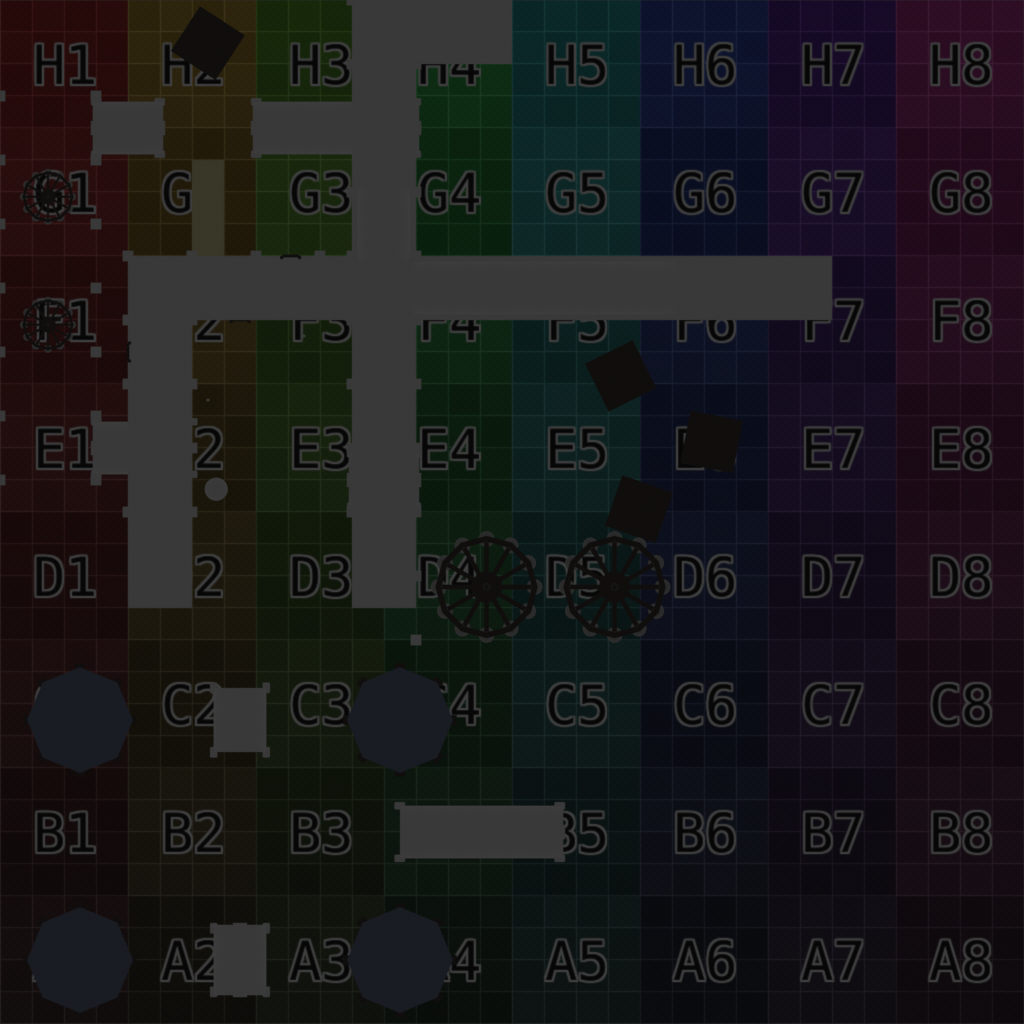 H1 H2 H3 H4 H5 H6 H7 H8
1 G G3 G4 G5 G6 G7 G8
F1 2 F3 F4 F5 F6 F7 F8
E1 2 E3 E4 E5 E E7 E8
D1 2 D3 D4 D5 D6 D7 D8
C2 C3 4 C5 C6 C7 C8
B1 B2 B3 B5 B6 B7 B8
A2 A3 4 A5 A6 A7 A8